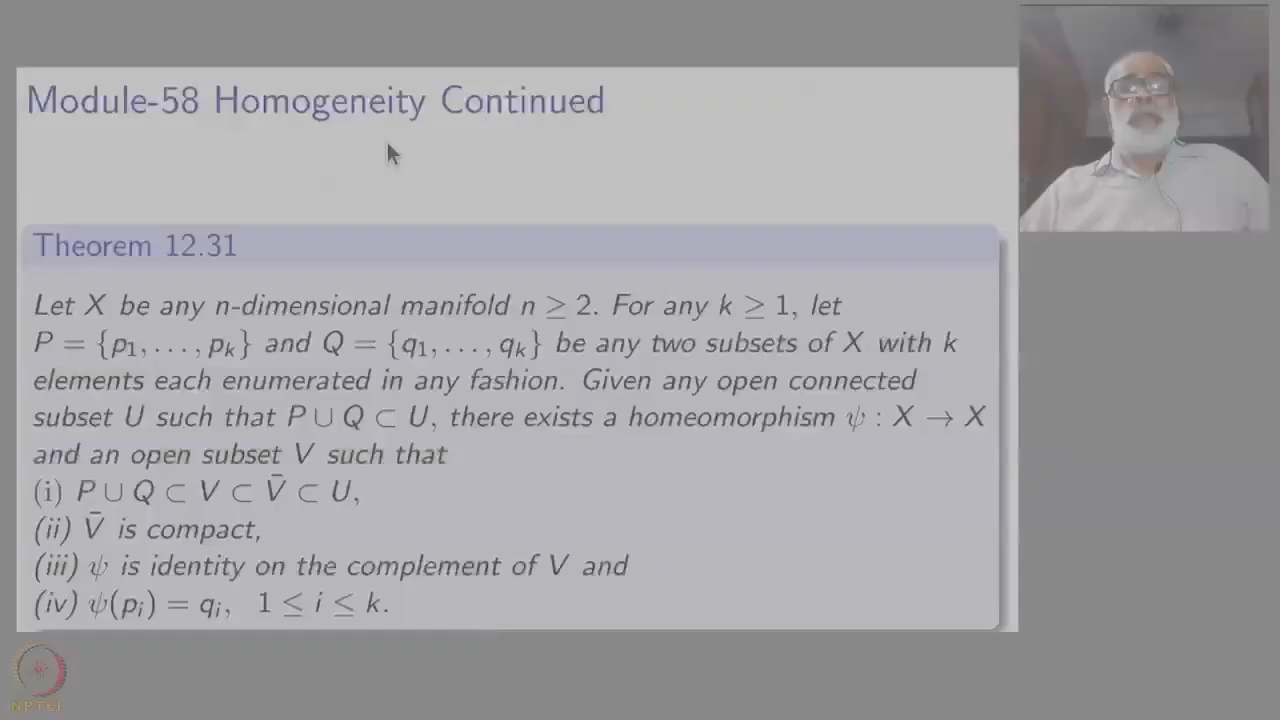 Module-58 Homogeneity Continued
Theorem 12.31
Let X be any n-dimensional manifold n ≥ 2. For any k ≥ 1, let
P = {p₁, . . . , pₖ} and Q = {q₁, . . . , qₖ} be any two subsets of X with k
elements each enumerated in any fashion. Given any open connected
subset U such that P ∪ Q ⊂ U, there exists a homeomorphism ψ : X → X
and an open subset V such that
(i) P ∪ Q ⊂ V ⊂ V̄ ⊂ U,
(ii) V̄ is compact,
(iii) ψ is identity on the complement of V and
(iv) ψ(pᵢ) = qᵢ, 1 ≤ i ≤ k.
NPTEL